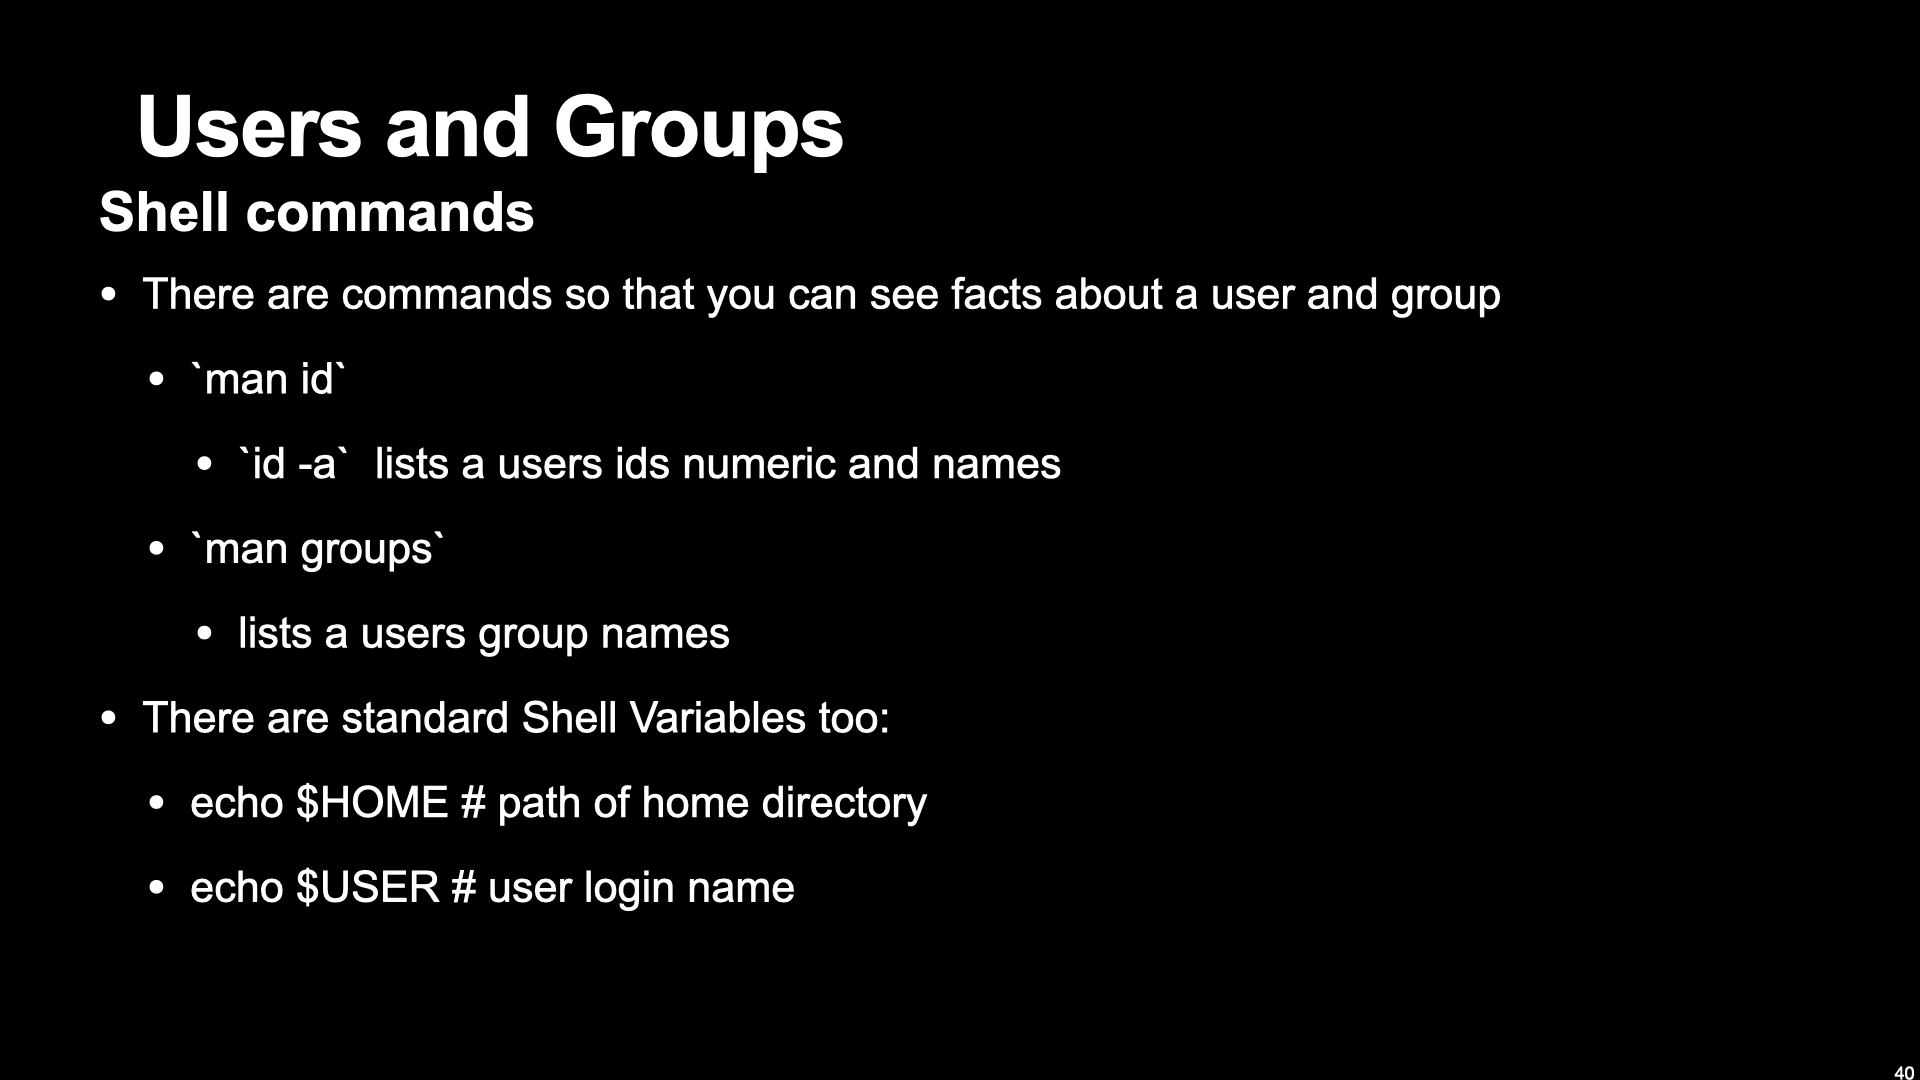 Users and Groups
Shell commands
• There are commands so that you can see facts about a user and group
• `man id`
• `id -a`  lists a users ids numeric and names
• `man groups`
• lists a users group names
• There are standard Shell Variables too:
• echo $HOME # path of home directory
• echo $USER # user login name
40